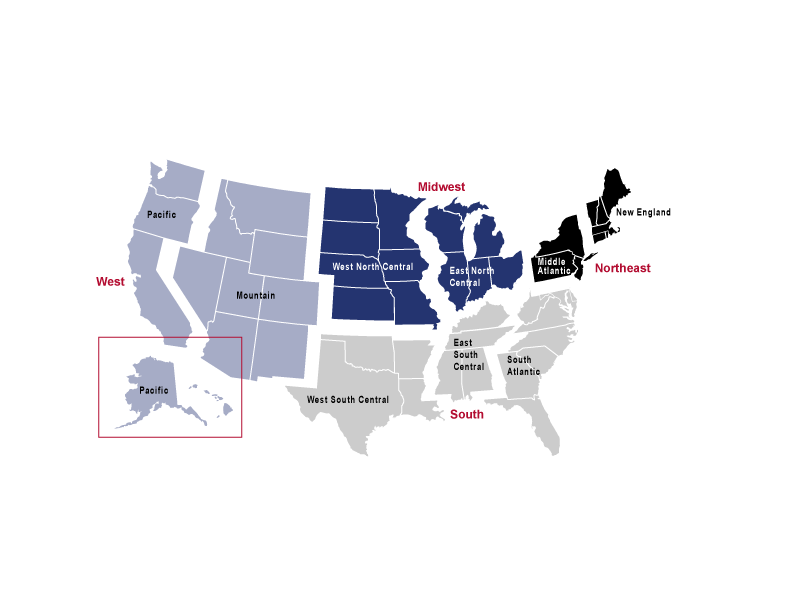 Midwest
Pacific
New England
West North Central
East North
Central
Middle
Atlantic
Northeast
West
Mountain
East
South
Central
South
Atlantic
Pacific
West South Central
South